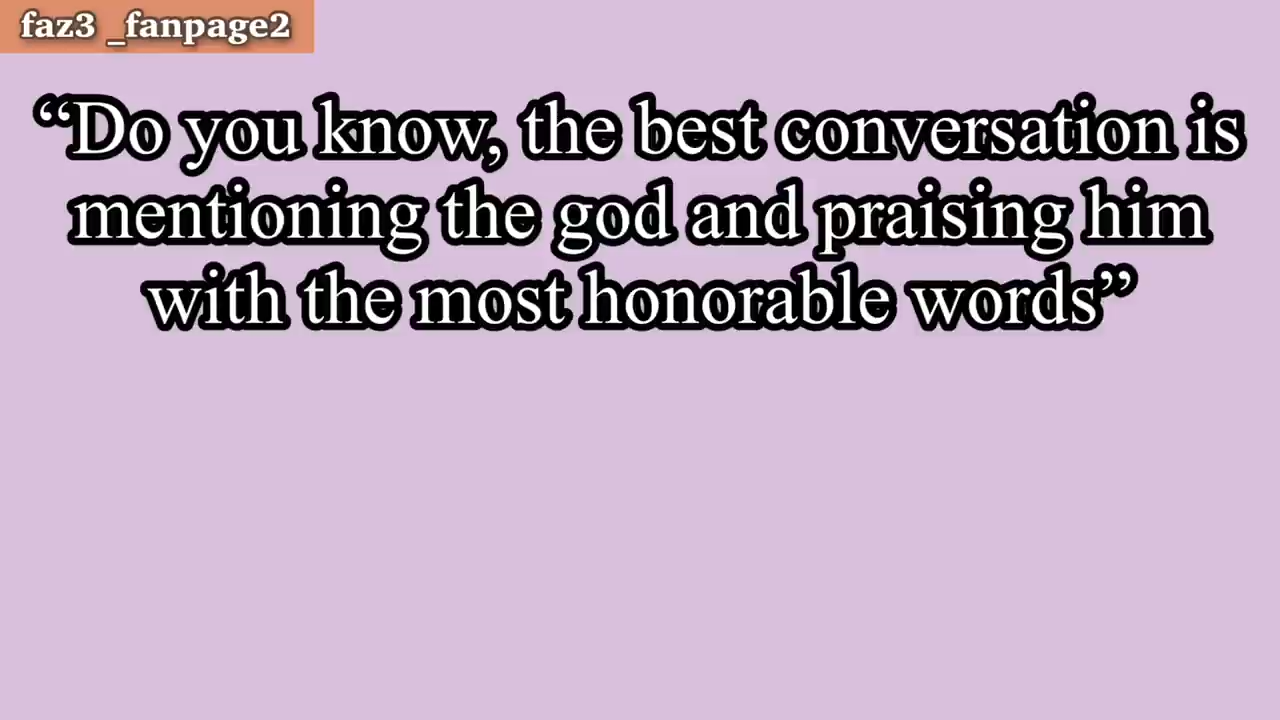 faz3 _fanpage2
“Do you know, the best conversation is
mentioning the god and praising him
with the most honorable words”